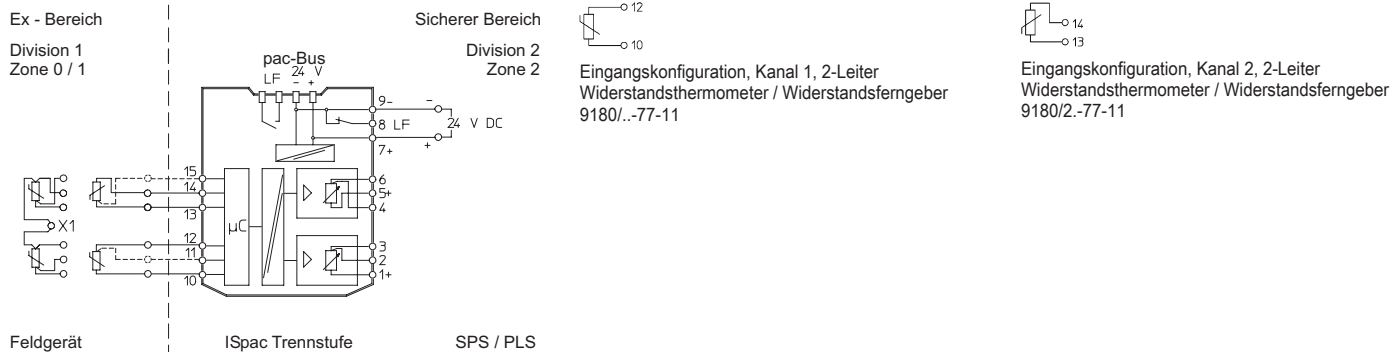 Ex - Bereich
Sicherer Bereich
Division 1
Zone 0 / 1
Division 2
Zone 2
pac-Bus
LF 24 V
- +
9-
8 LF
7+
-
24 V DC
+
15
14
13
12
11
10
X1
µC
6
5+
4
3
2
1+
Feldgerät
ISpac Trennstufe
SPS / PLS
12
10
Eingangskonfiguration, Kanal 1, 2-Leiter
Widerstandsthermometer / Widerstandsferngeber
9180/..-77-11
14
13
Eingangskonfiguration, Kanal 2, 2-Leiter
Widerstandsthermometer / Widerstandsferngeber
9180/2.-77-11